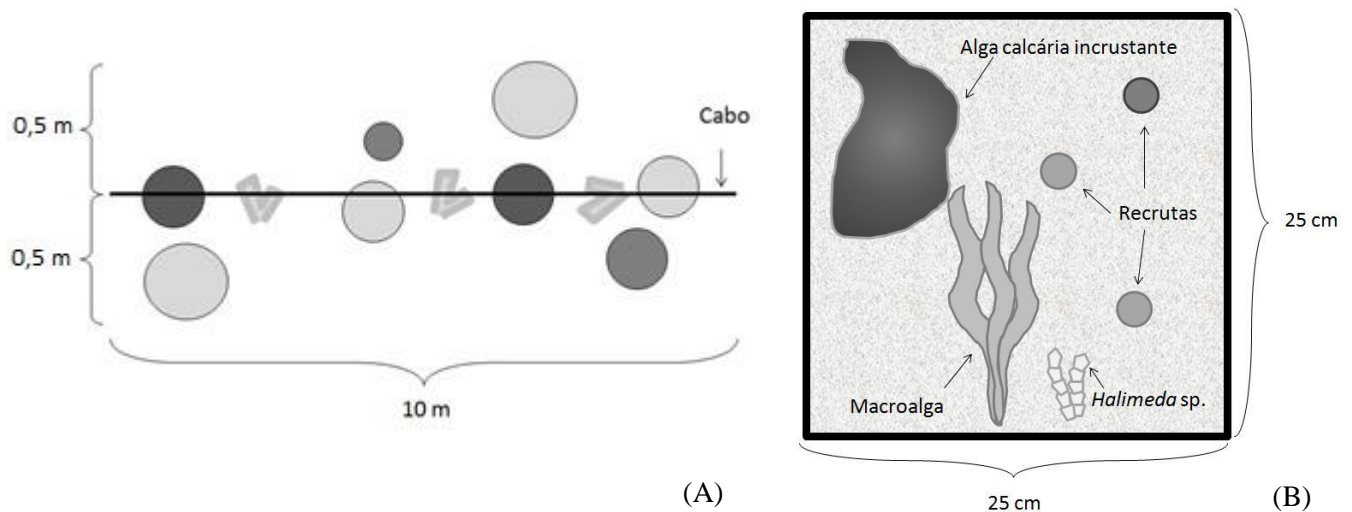 0,5 m
0,5 m
Cabo
10 m
(A)
Alga calcária incrustante
Recrutas
Macroalga
Halimeda sp.
25 cm
25 cm
(B)